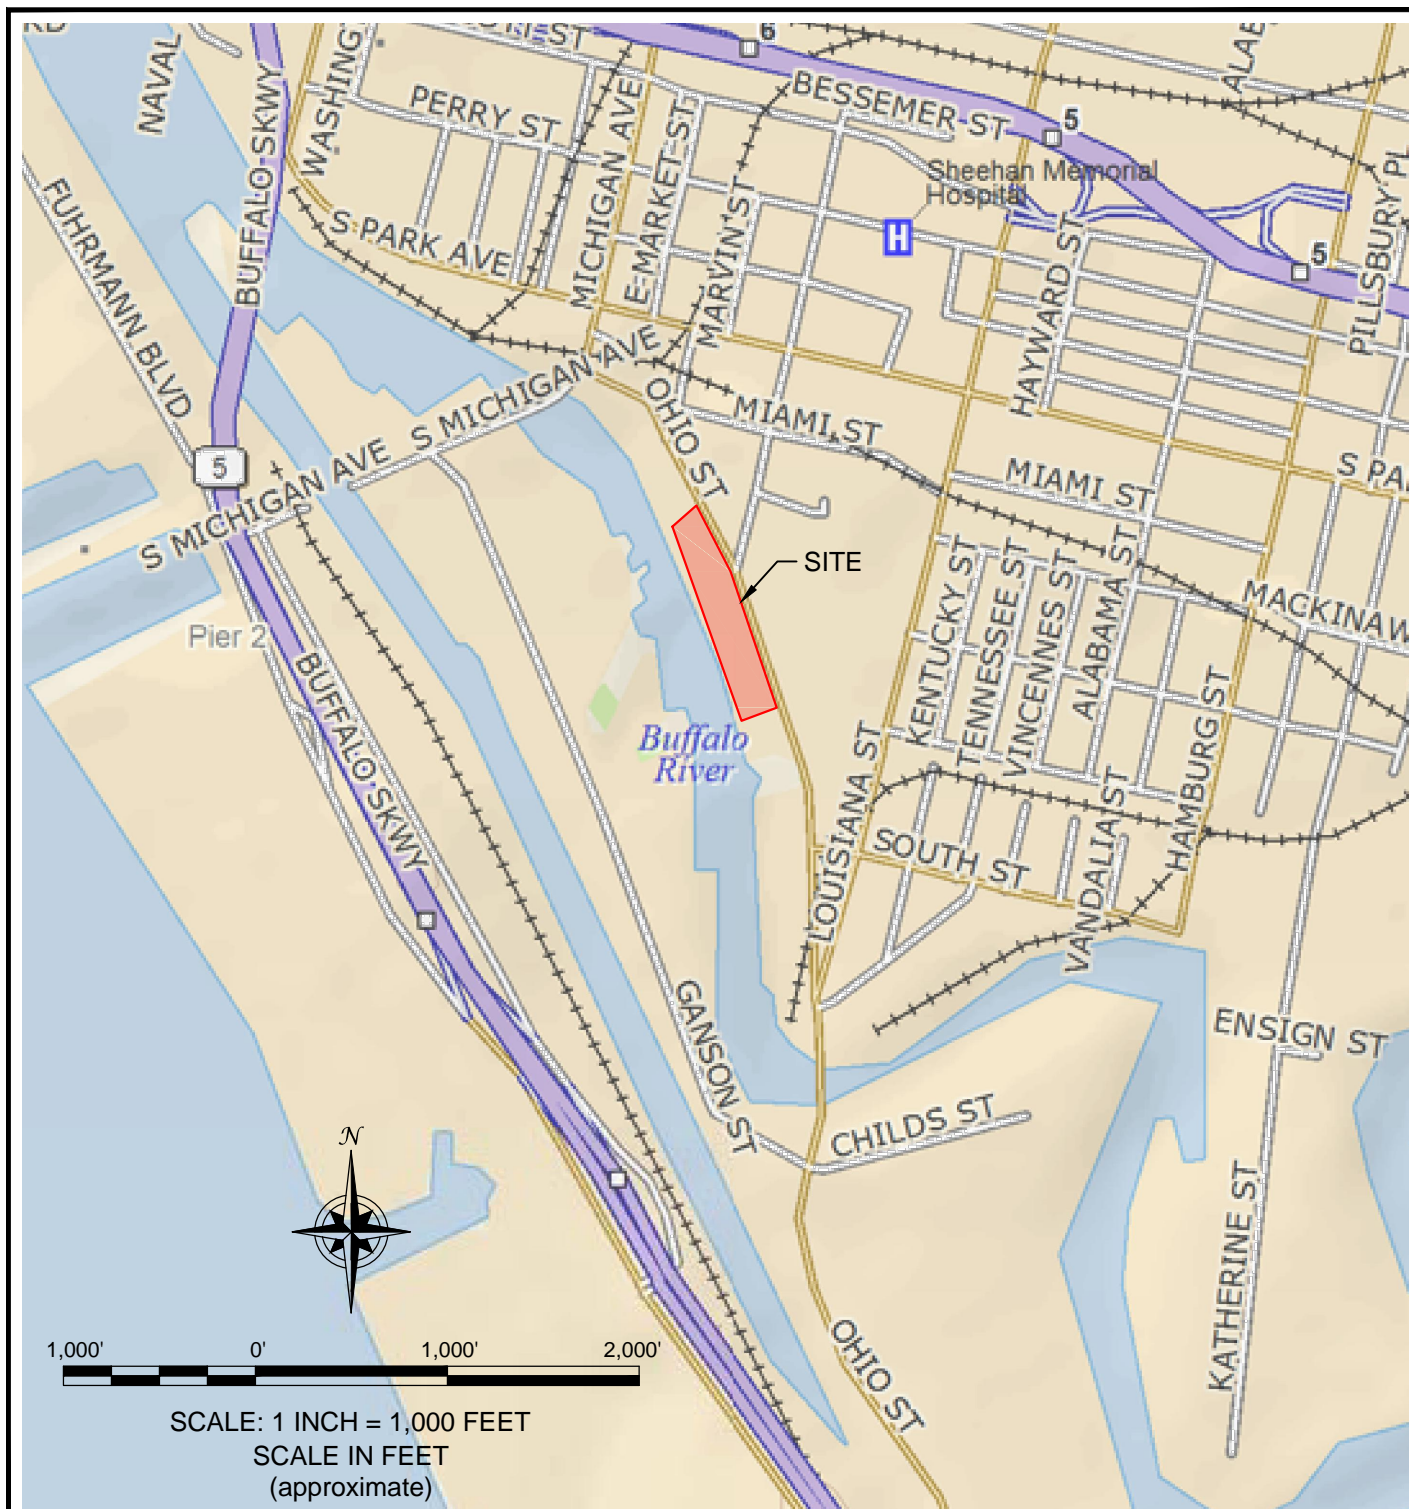 NAVAL
BUFFALO SKWY
WASHING
6
BESSEMER ST
5
PERRY ST
MICHIGAN AVE
E MARKET ST
Sheehan Memorial
Hospital
H
MARVIN ST
HAYWARD ST
5
PILLSBURY PL
FUHRMANN BLVD
S PARK AVE
S MICHIGAN AVE
OHIO ST
MIAMI ST
5
S MICHIGAN AVE
MIAMI ST
S PA
SITE
KENTUCKY ST
TENNESSEE ST
VINCENNES ST
ALABAMA ST
MACKINAW
Pier 2
BUFFALO SKWY
Buffalo
River
HAMBURG ST
LOUISIANA ST
SOUTH ST
VANDALIA ST
GANSON ST
ENSIGN ST
CHILDS ST
KATHERINE ST
N
OHIO ST
1,000' 0' 1,000' 2,000'
SCALE: 1 INCH = 1,000 FEET
SCALE IN FEET
(approximate)